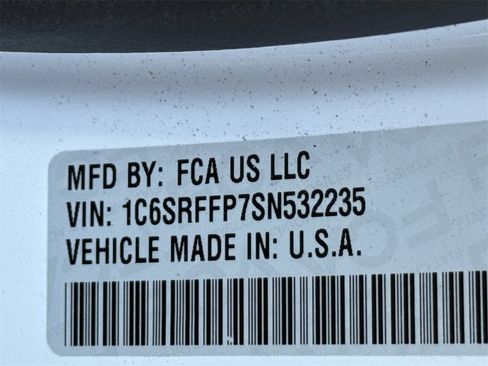 MFD BY: FCA US LLC
VIN: 1C6SRFFP7SN532235
VEHICLE MADE IN: U.S.A.